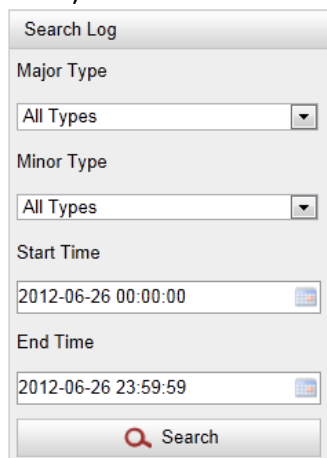 Search Log
Major Type
All Types
Minor Type
All Types
Start Time
2012-06-26 00:00:00
End Time
2012-06-26 23:59:59
Search